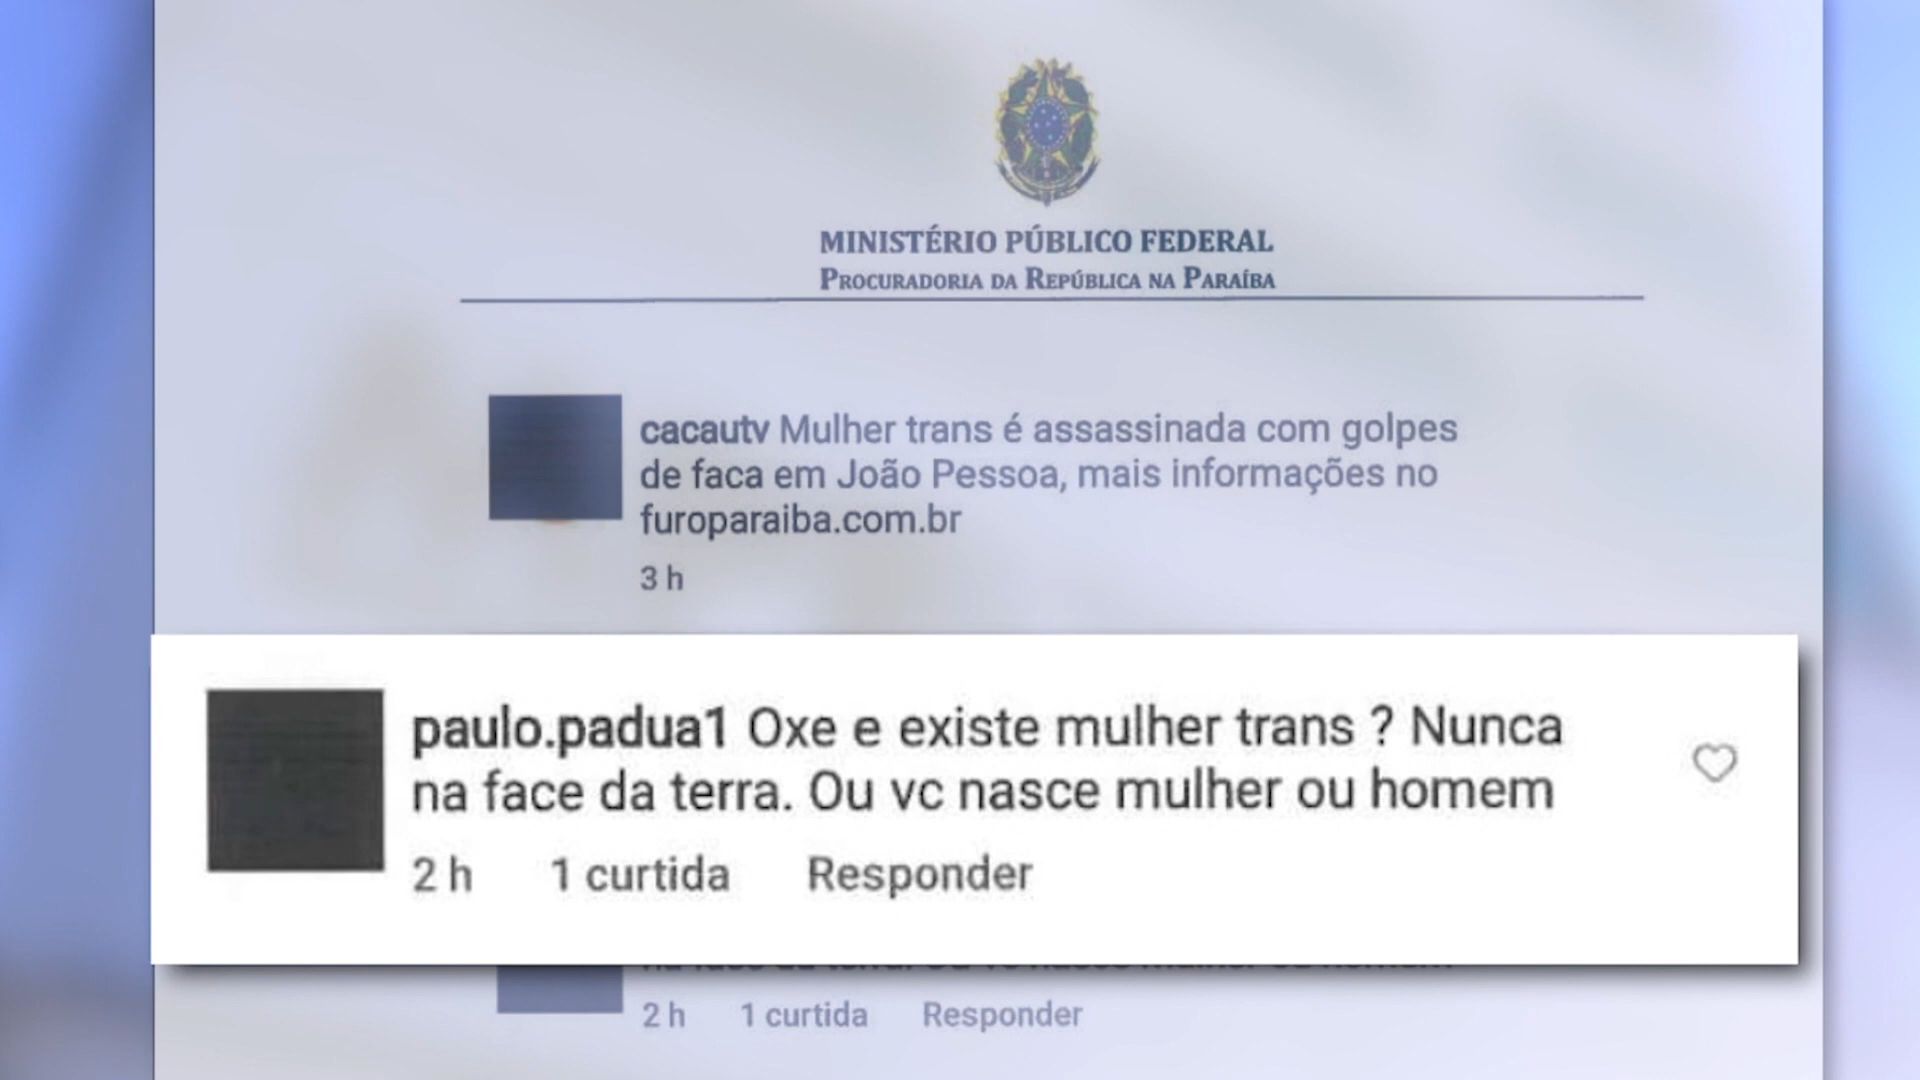 MINISTÉRIO PÚBLICO FEDERAL
PROCURADORIA DA REPÚBLICA NA PARAÍBA
cacautv Mulher trans é assassinada com golpes
de faca em João Pessoa, mais informações no
furoparaiba.com.br
3 h
paulo.padua1 Oxe e existe mulher trans ? Nunca
na face da terra. Ou vc nasce mulher ou homem
2 h 1 curtida Responder
2 h 1 curtida Responder